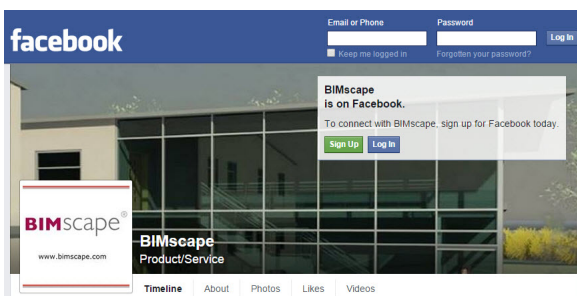 facebook
Email or Phone
Password
Log In
Keep me logged in
Forgotten your password?
BIMscape
is on Facebook.
To connect with BIMscape, sign up for Facebook today.
Sign Up
Log In
BIMscape®
www.bimscape.com
BIMscape
Product/Service
Timeline About Photos Likes Videos